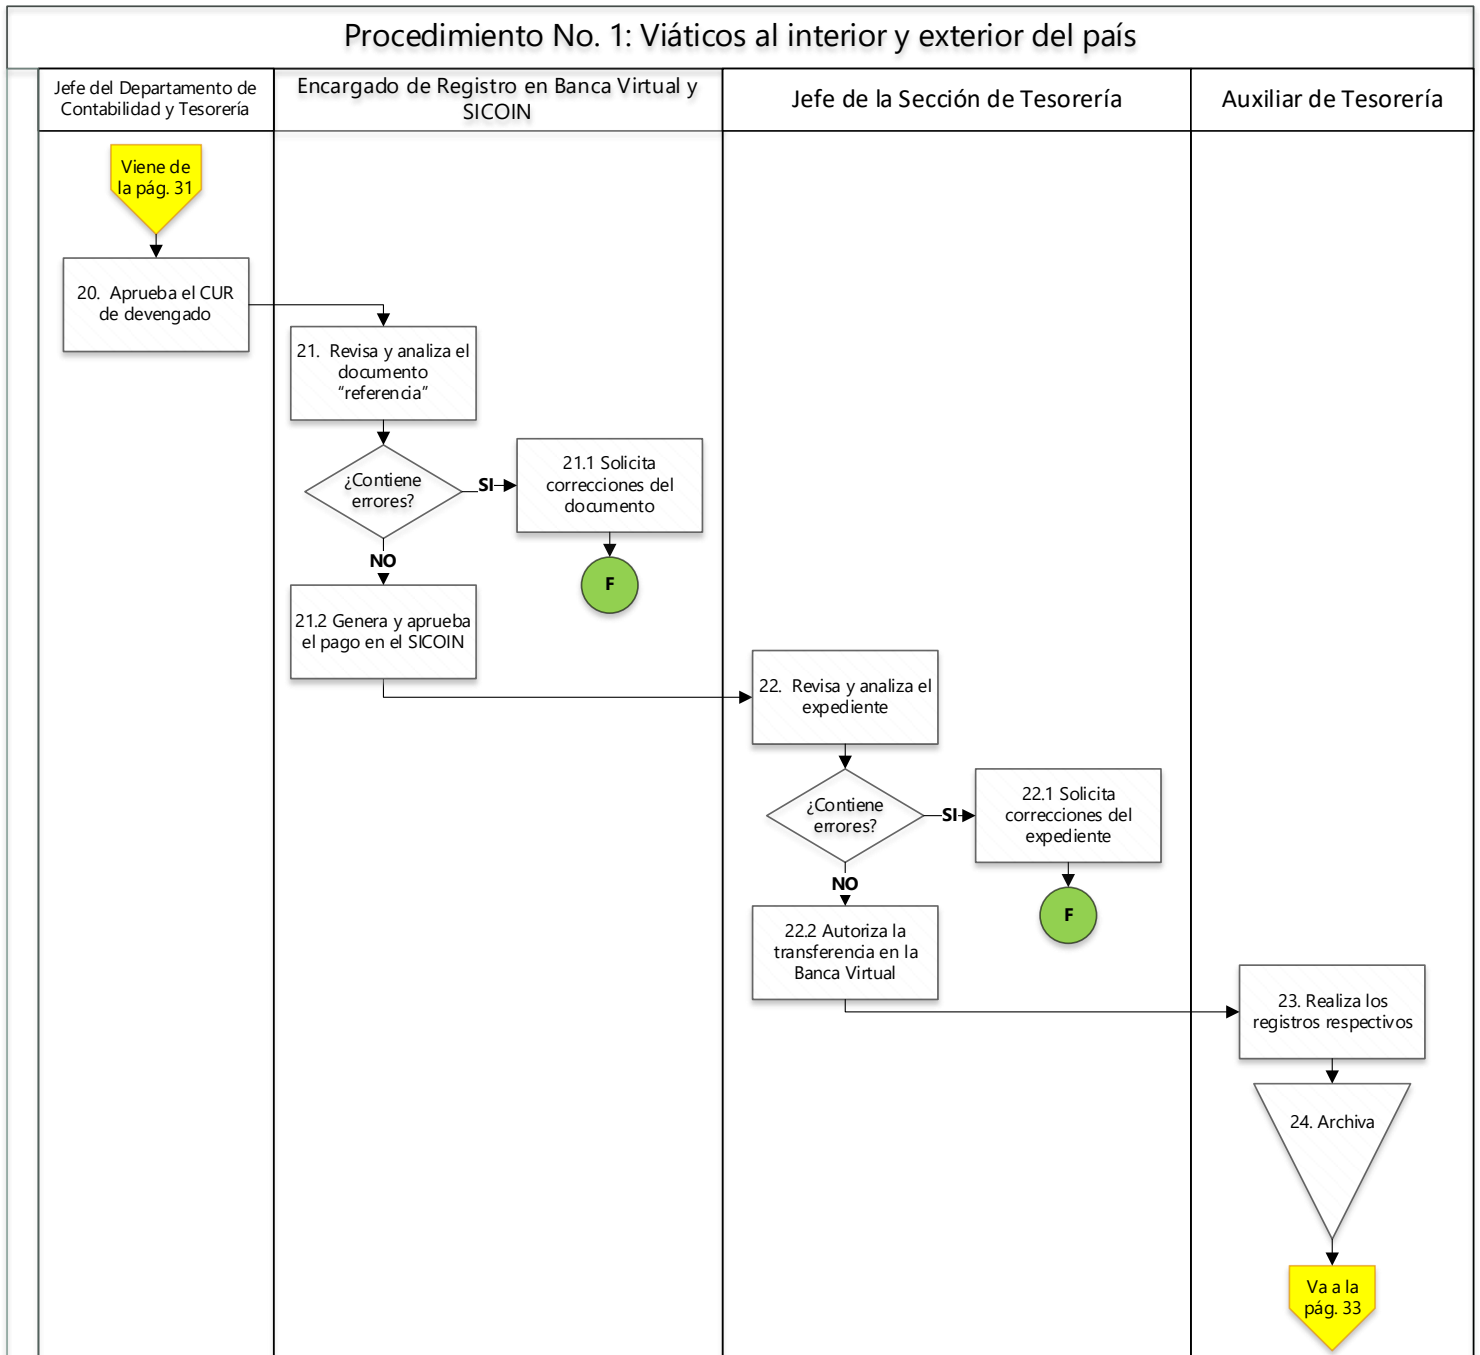 Procedimiento No. 1: Viáticos al interior y exterior del país
Jefe del Departamento de
Contabilidad y Tesorería
Encargado de Registro en Banca Virtual y
SICOIN
Jefe de la Sección de Tesorería
Auxiliar de Tesorería
Viene de
la pág. 31
20. Aprueba el CUR
de devengado
21. Revisa y analiza el
documento
“referencia”
¿Contiene
errores?
SI
21.1 Solicita
correcciones del
documento
F
NO
21.2 Genera y aprueba
el pago en el SICOIN
22. Revisa y analiza el
expediente
¿Contiene
errores?
SI
22.1 Solicita
correcciones del
expediente
F
NO
22.2 Autoriza la
transferencia en la
Banca Virtual
23. Realiza los
registros respectivos
24. Archiva
Va a la
pág. 33